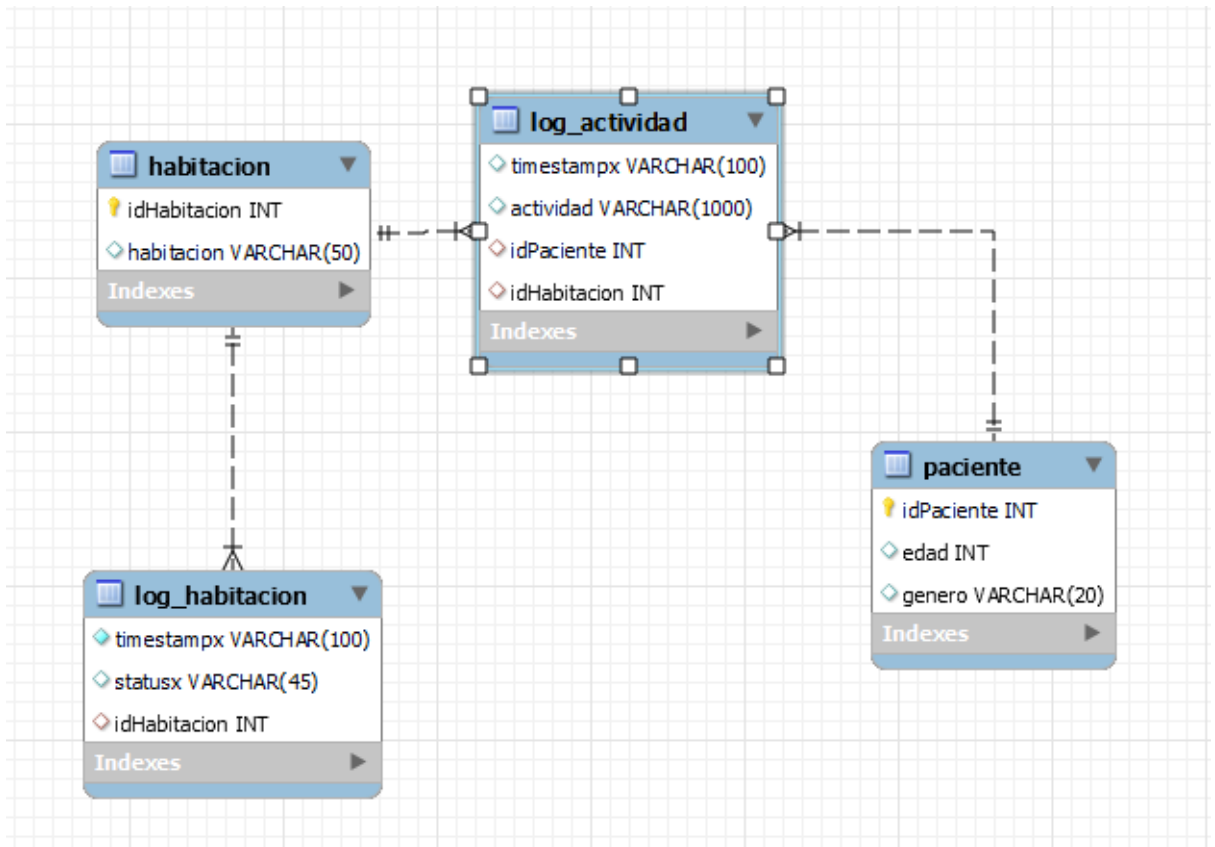 habitacion
idHabitacion INT
habitacion VARCHAR(50)
Indexes
log_actividad
timestampx VARCHAR(100)
actividad VARCHAR(1000)
idPaciente INT
idHabitacion INT
Indexes
log_habitacion
timestampx VARCHAR(100)
statusx VARCHAR(45)
idHabitacion INT
Indexes
paciente
idPaciente INT
edad INT
genero VARCHAR(20)
Indexes